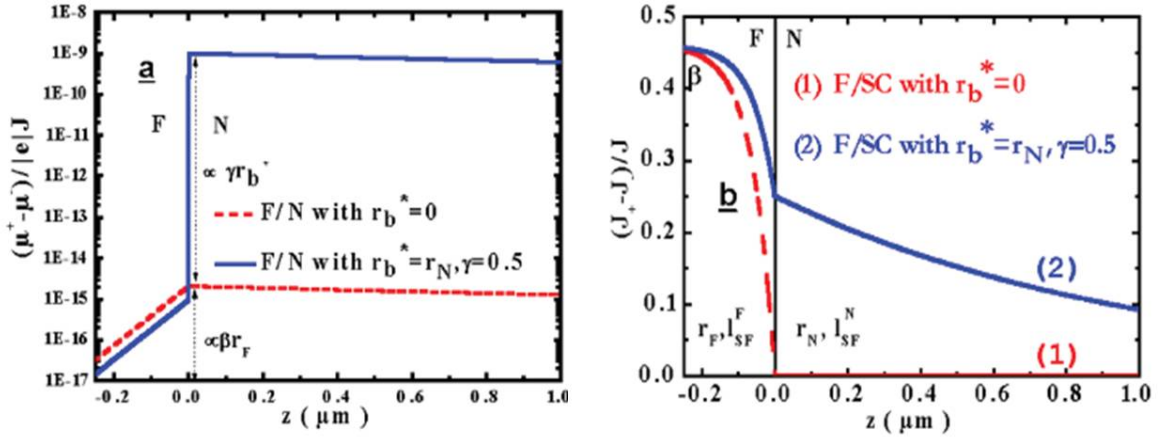 1E-8
1E-9
1E-10
1E-11
1E-12
1E-13
1E-14
1E-15
1E-16
1E-17
(μ⁺-μ⁻)/|e|J
a
F
N
∝ γr_b*
F/N with r_b*=0
F/N with r_b*=r_N,γ=0.5
∝βr_F
-0.2 0.0 0.2 0.4 0.6 0.8 1.0
z ( μm )
0.5
0.4
0.3
0.2
0.1
0.0
(J₊-J₋)/J
F N
β
(1) F/SC with r_b*=0
(2) F/SC with r_b*=r_N, γ=0.5
b
(2)
r_F, l_SF^F
r_N, l_SF^N
(1)
-0.2 0.0 0.2 0.4 0.6 0.8 1.0
z ( μm )